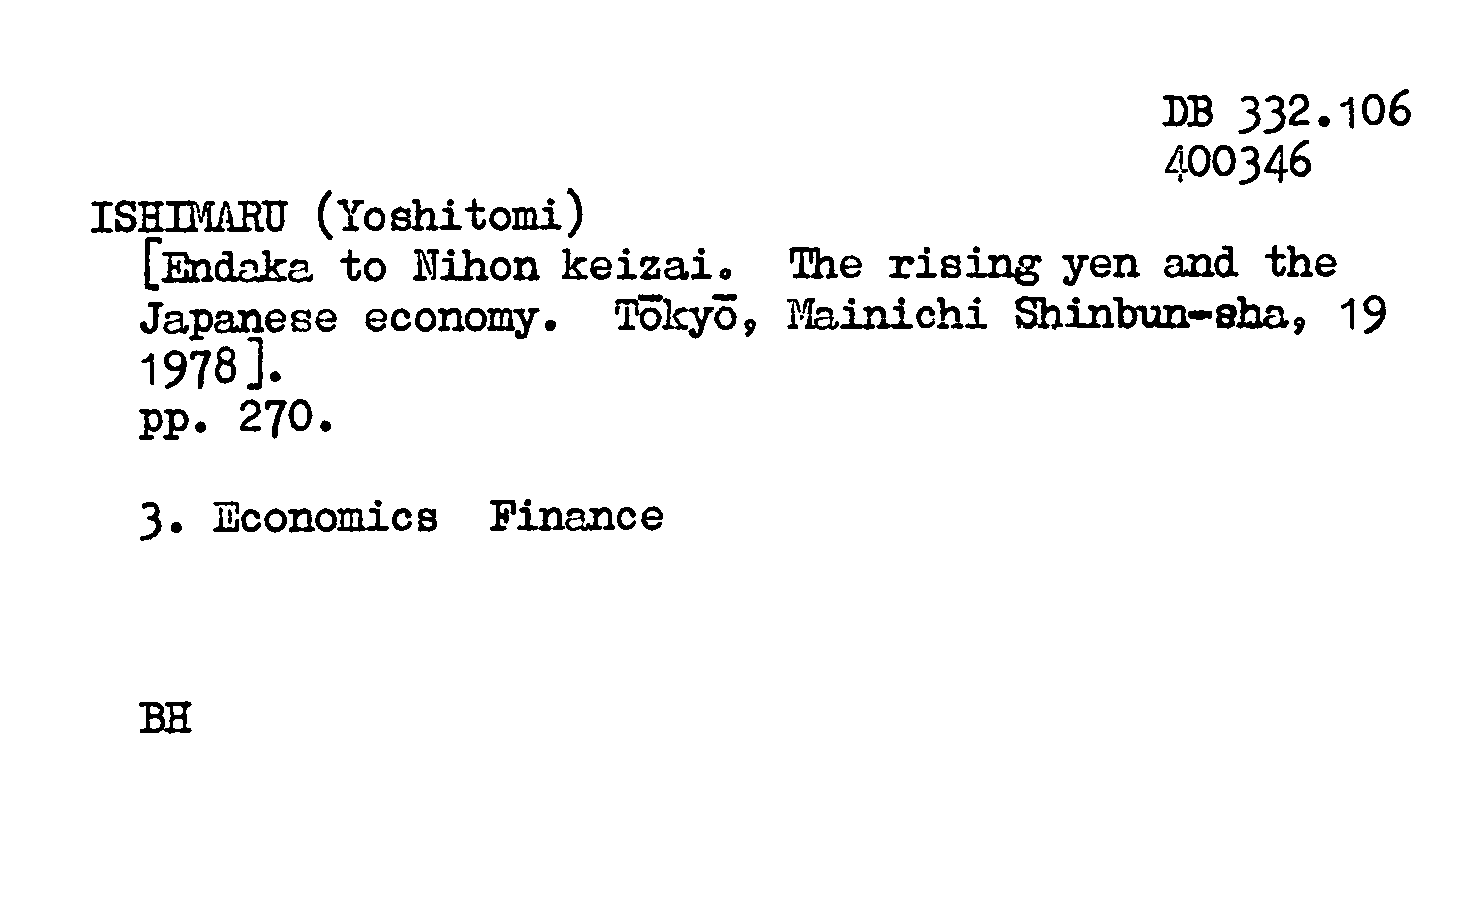 DB 332.106
400346
ISHIMARU (Yoshitomi)
[Endaka to Nihon keizai. The rising yen and the
Japanese economy. Tōkyō, Mainichi Shinbun-sha, 19
1978].
pp. 270.
3. Economics Finance
BH